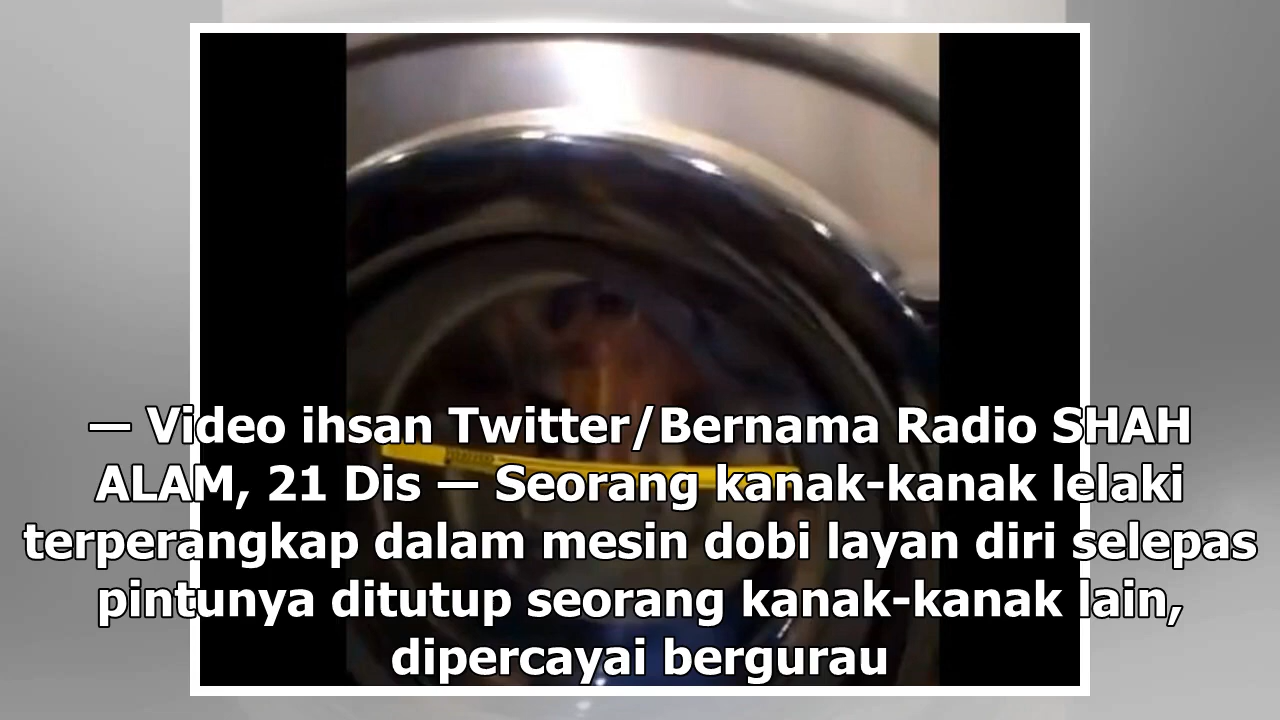 — Video ihsan Twitter/Bernama Radio SHAH
ALAM, 21 Dis — Seorang kanak-kanak lelaki
terperangkap dalam mesin dobi layan diri selepas
pintunya ditutup seorang kanak-kanak lain,
dipercayai bergurau